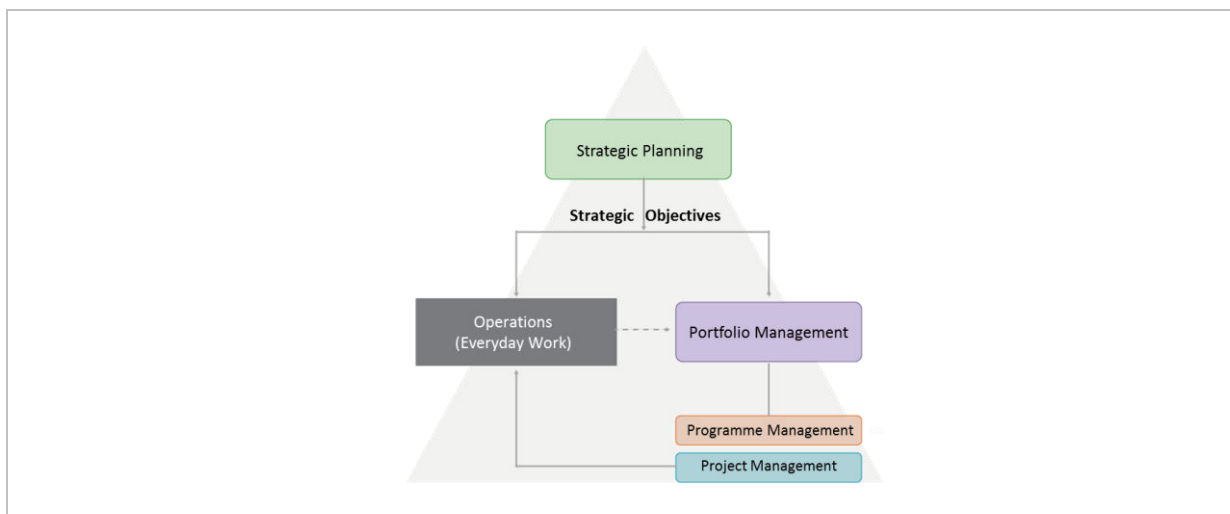 Strategic Planning
Strategic Objectives
Operations
(Everyday Work)
Portfolio Management
Programme Management
Project Management